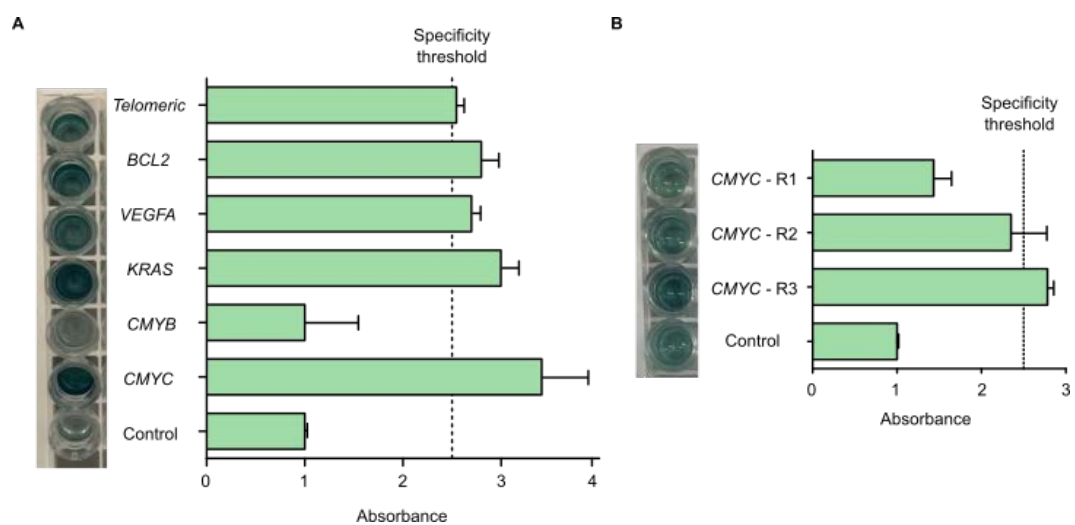 A
Specificity
threshold
Telomeric
BCL2
VEGFA
KRAS
CMYB
CMYC
Control
0 1 2 3 4
Absorbance
B
Specificity
threshold
CMYC - R1
CMYC - R2
CMYC - R3
Control
0 1 2 3
Absorbance